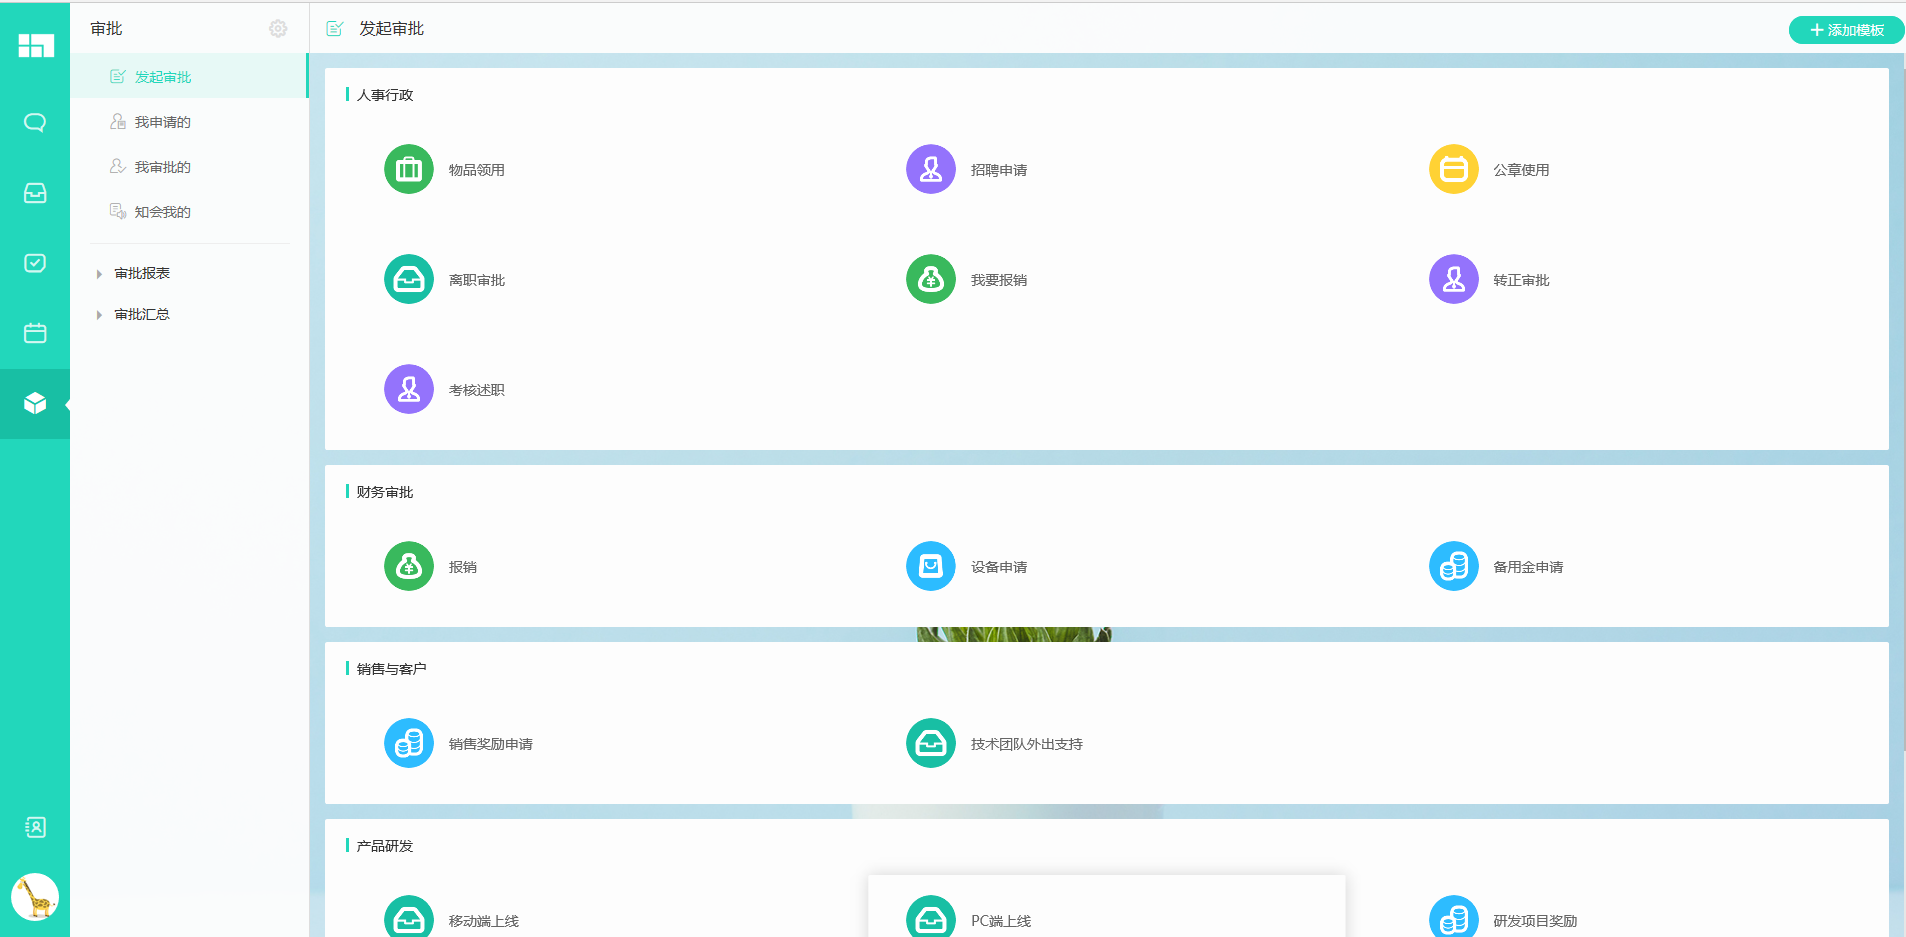 审批
发起审批
我申请的
我审批的
知会我的
审批报表
审批汇总
发起审批
添加模板
人事行政
物品领用
招聘申请
公章使用
离职审批
我要报销
转正审批
考核述职
财务审批
报销
设备申请
备用金申请
销售与客户
销售奖励申请
技术团队外出支持
产品研发
移动端上线
PC端上线
研发项目奖励